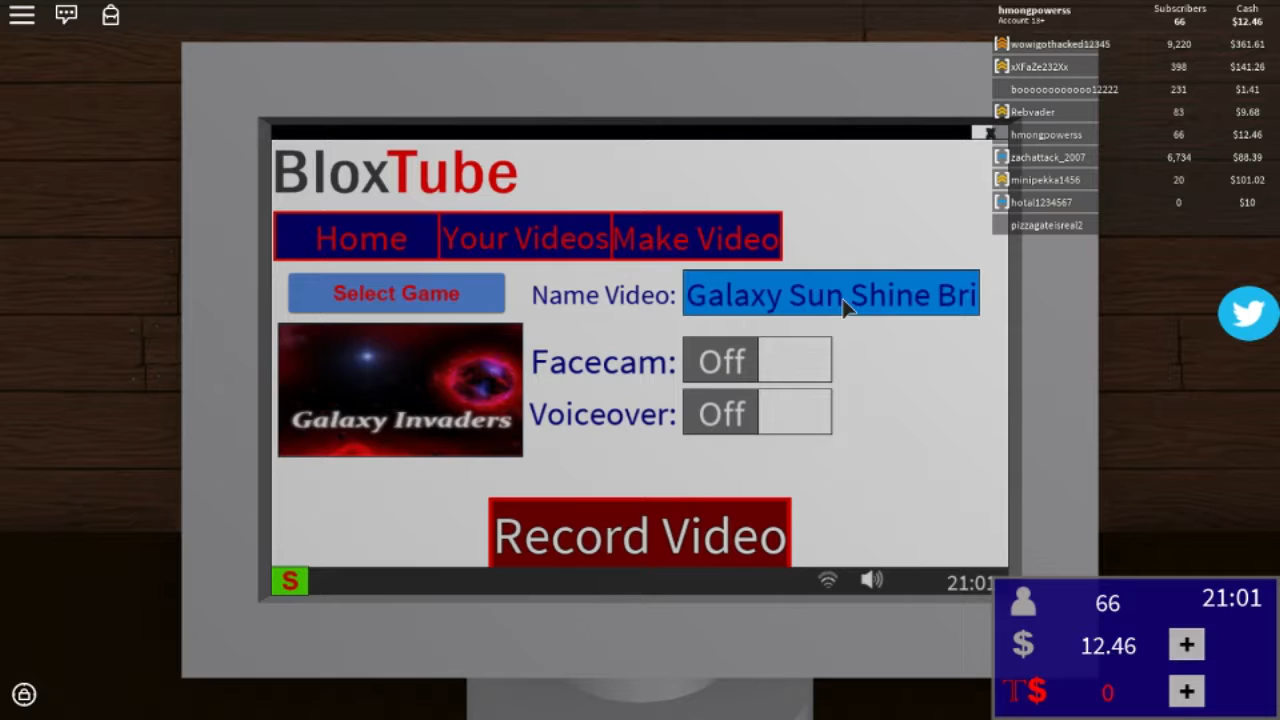 hmongpowerss Subscribers Cash
Account 13+ 66 $12.46
wowigothacked12345 9,220 $361.61
xXFaZe232Xx 398 $141.26
booooooooooooo12222 231 $1.41
Rebvader 83 $9.68
hmongpowerss 66 $12.46
zachattack_2007 6,734 $88.39
minipekka1456 20 $101.02
hotal1234567 0 $10
pizzagateisreal2
X
BloxTube
Home Your Videos Make Video
Select Game Name Video: Galaxy Sun Shine Bri
Galaxy Invaders
Facecam: Off
Voiceover: Off
Record Video
S 21:01
66 21:01
$ 12.46 +
T$ 0 +